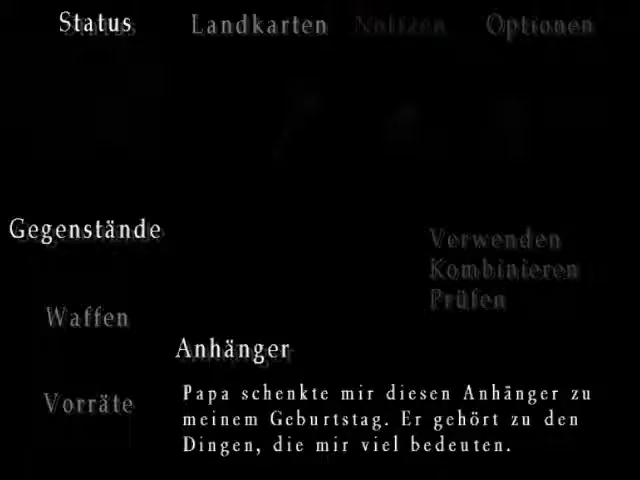 Status Landkarten Notizen Optionen
Gegenstände
Verwenden
Kombinieren
Prüfen
Waffen
Anhänger
Vorräte
Papa schenkte mir diesen Anhänger zu
meinem Geburtstag. Er gehört zu den
Dingen, die mir viel bedeuten.